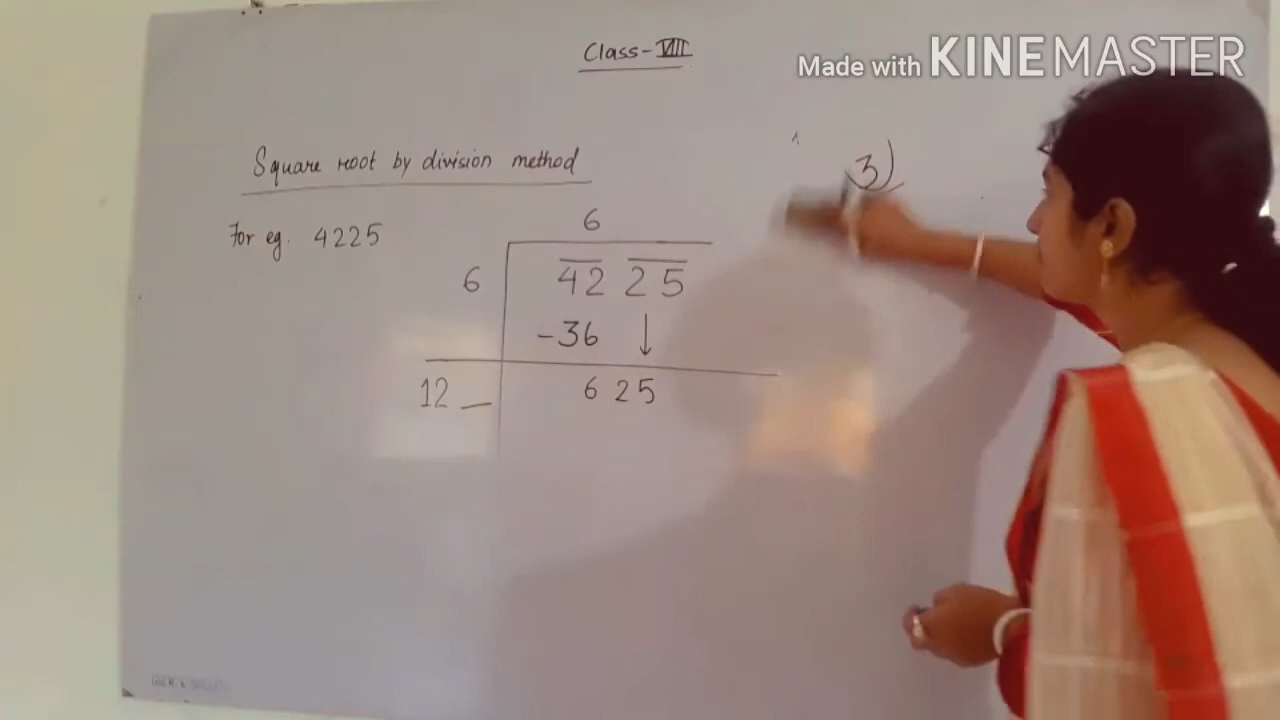 Class-VIII
Made with KINEMASTER
Square root by division method
3)
For eg. 4225
6
6 42 25
-36 ↓
12 _ 625